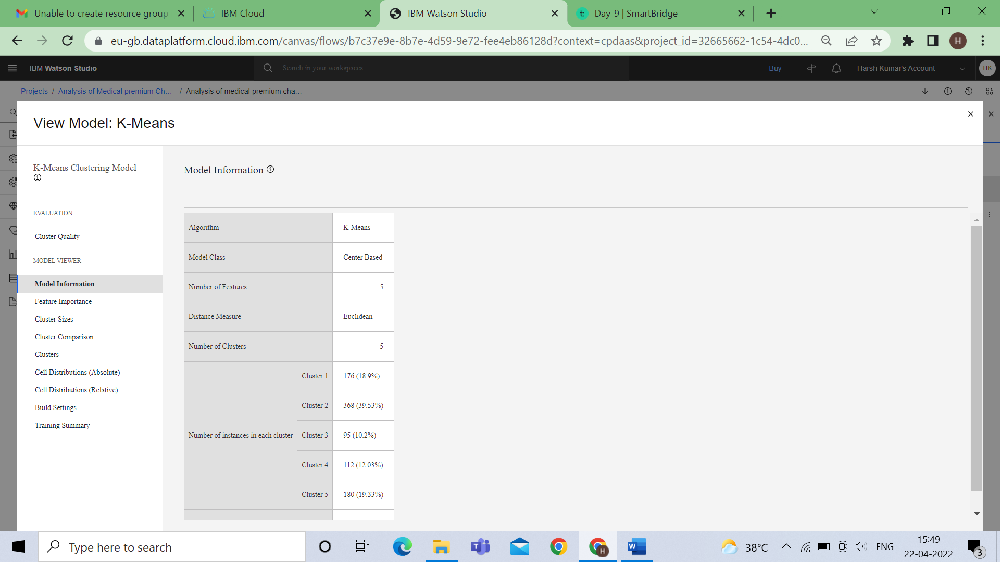 Unable to create resource group
IBM Cloud
IBM Watson Studio
Day-9 | SmartBridge
eu-gb.dataplatform.cloud.ibm.com/canvas/flows/b7c37e9e-8b7e-4d59-9e72-fee4eb86128d?context=cpdaas&project_id=32665662-1c54-4dc0...
H
IBM Watson Studio
Search in your workspaces
Buy
Harsh Kumar's Account
HK
Projects / Analysis of Medical premium Ch... / Analysis of medical premium cha...
View Model: K-Means
K-Means Clustering Model
EVALUATION
Cluster Quality
MODEL VIEWER
Model Information
Feature Importance
Cluster Sizes
Cluster Comparison
Clusters
Cell Distributions (Absolute)
Cell Distributions (Relative)
Build Settings
Training Summary
Model Information
Algorithm K-Means
Model Class Center Based
Number of Features 5
Distance Measure Euclidean
Number of Clusters 5
Number of instances in each cluster
Cluster 1 176 (18.9%)
Cluster 2 368 (39.53%)
Cluster 3 95 (10.2%)
Cluster 4 112 (12.03%)
Cluster 5 180 (19.33%)
Type here to search
38°C
ENG
15:49
22-04-2022
3